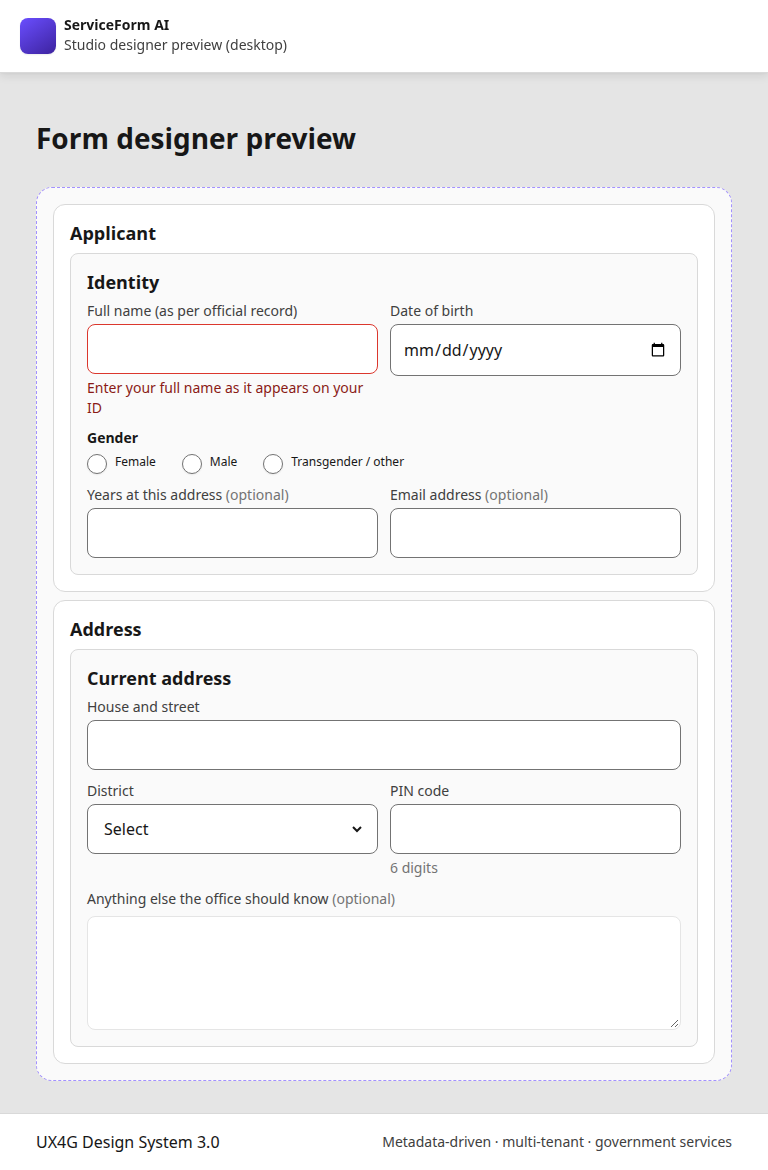 ServiceForm AI
Studio designer preview (desktop)
Form designer preview
Applicant
Identity
Full name (as per official record)
Date of birth
mm/dd/yyyy
Enter your full name as it appears on your
ID
Gender
Female
Male
Transgender / other
Years at this address (optional)
Email address (optional)
Address
Current address
House and street
District
PIN code
Select
6 digits
Anything else the office should know (optional)
UX4G Design System 3.0
Metadata-driven · multi-tenant · government services